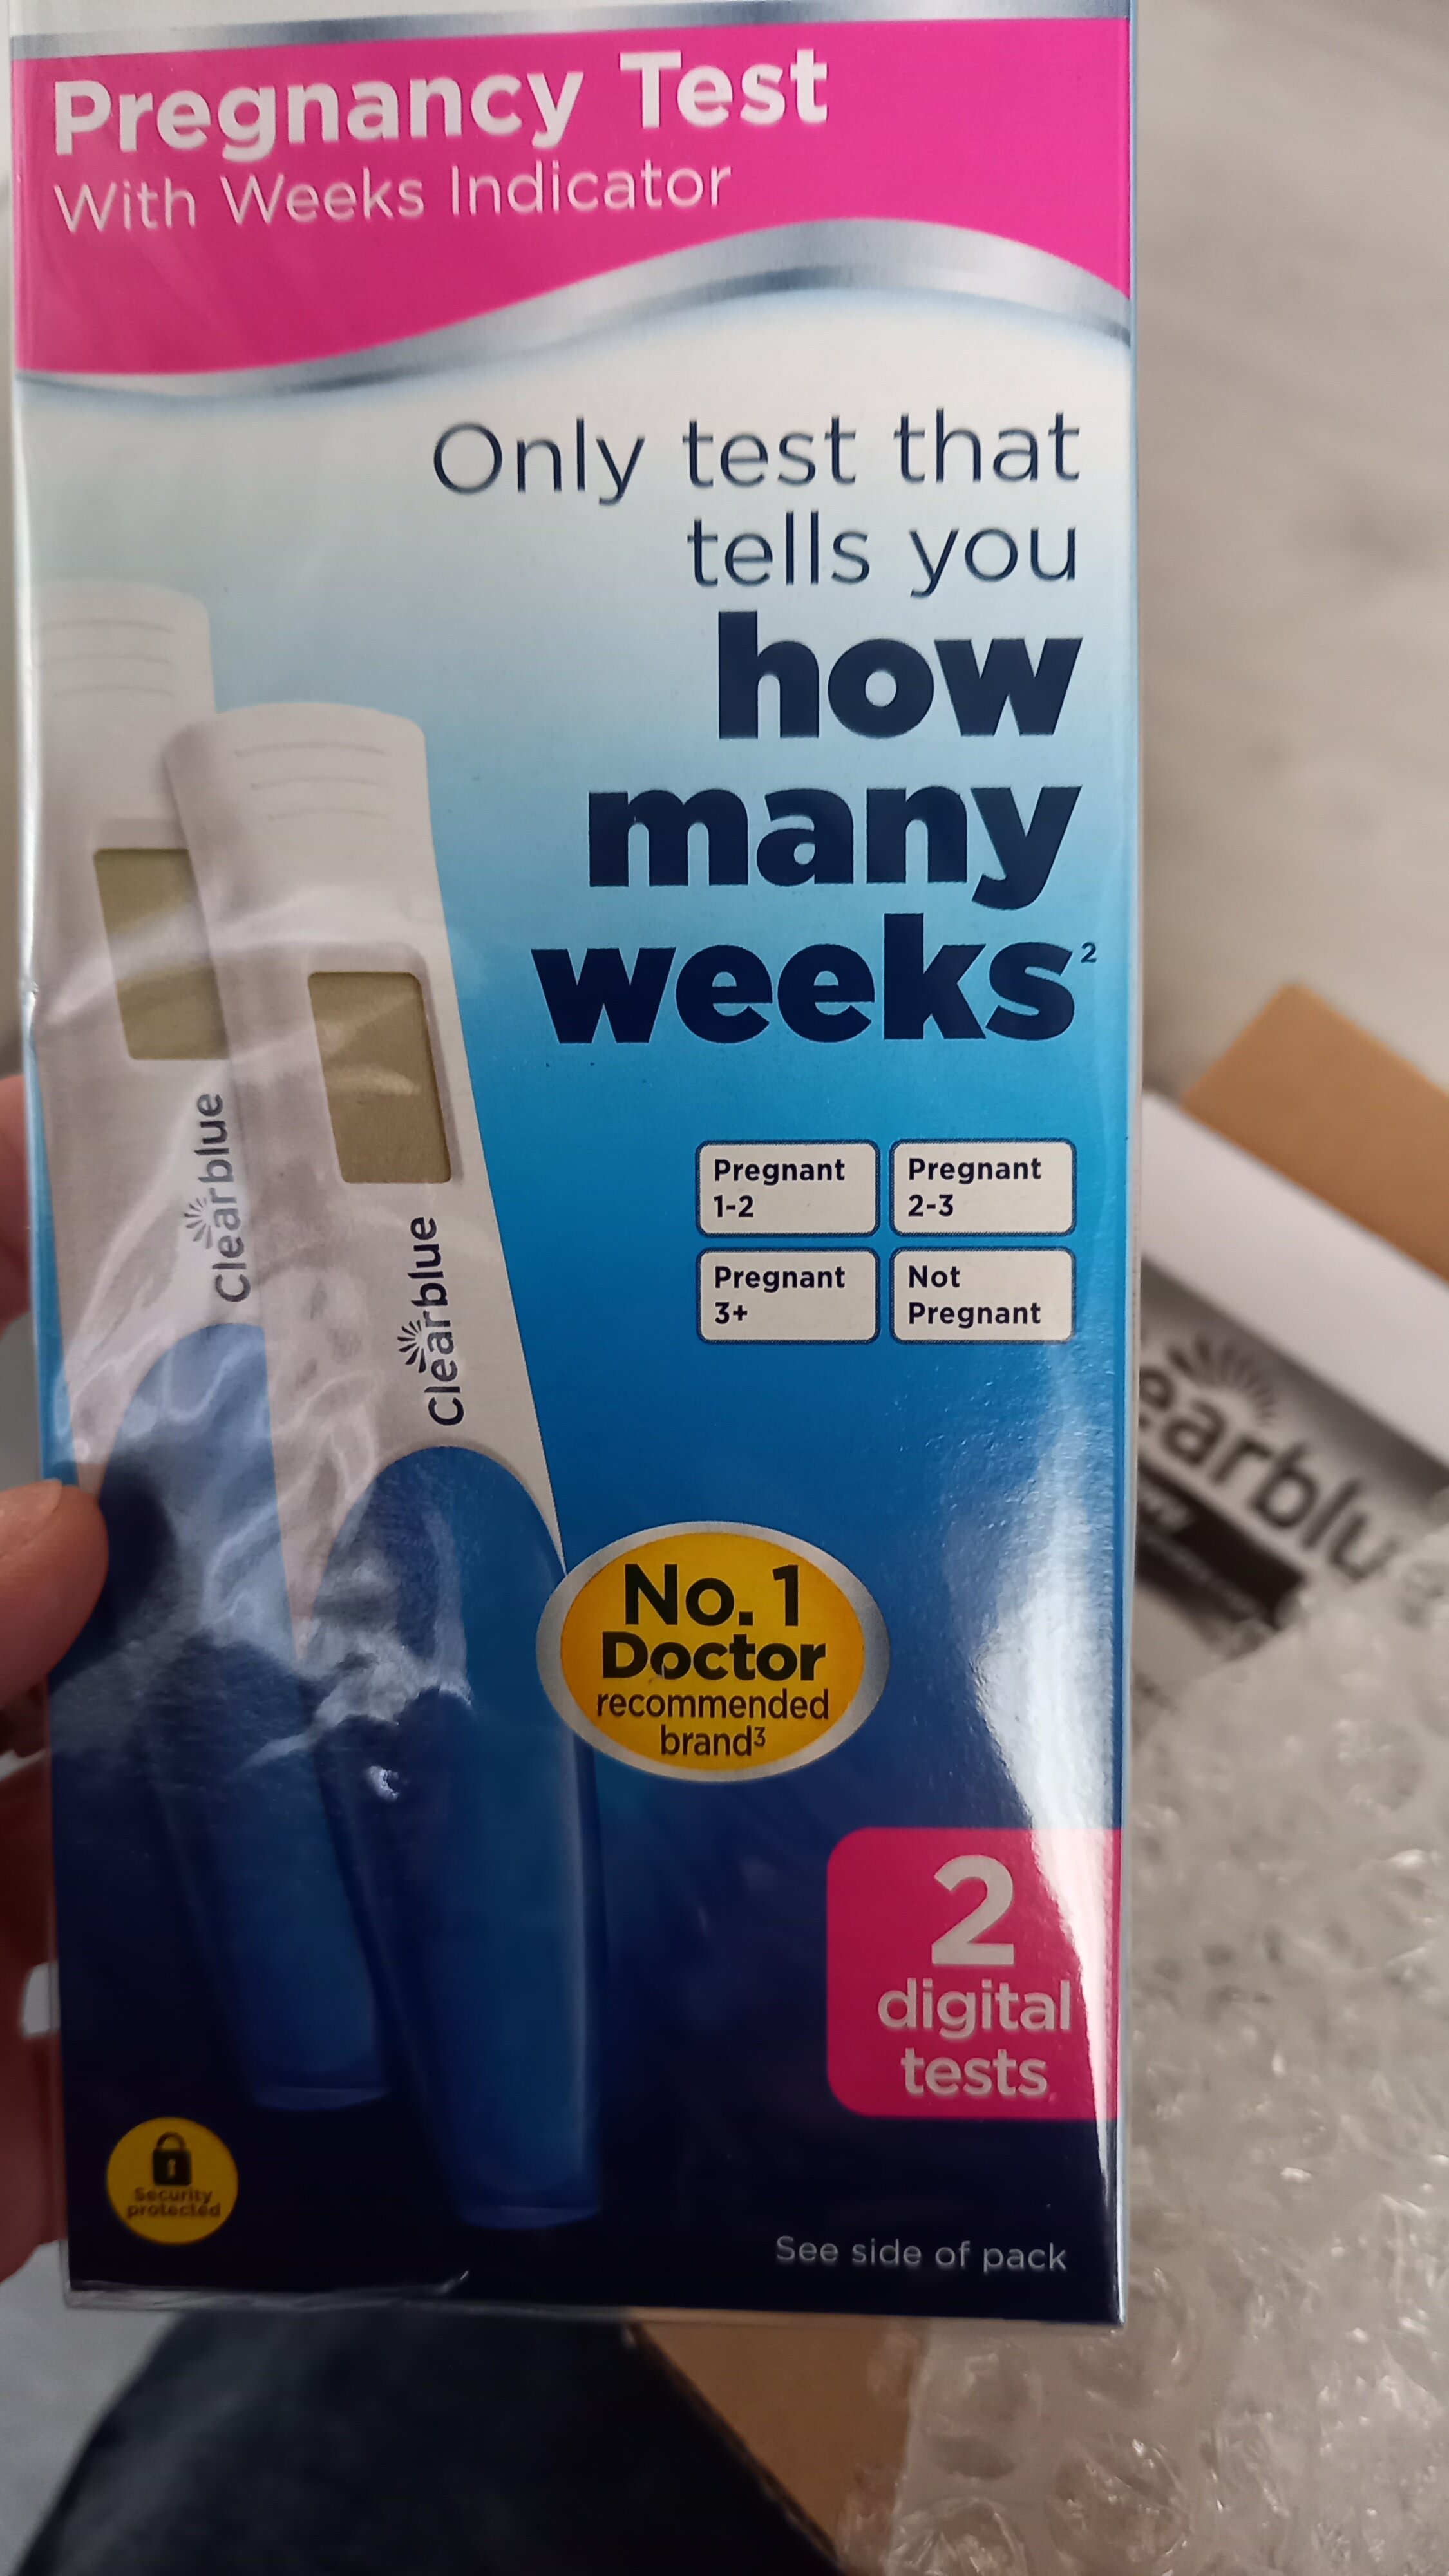 Pregnancy Test
With Weeks Indicator
Only test that
tells you
how
many
weeks²
Clearblue
Clearblue
Pregnant
1-2
Pregnant
2-3
Pregnant
3+
Not
Pregnant
earblu
No. 1
Doctor
recommended
brand³
2
digital
tests
Security
protected
See side of pack